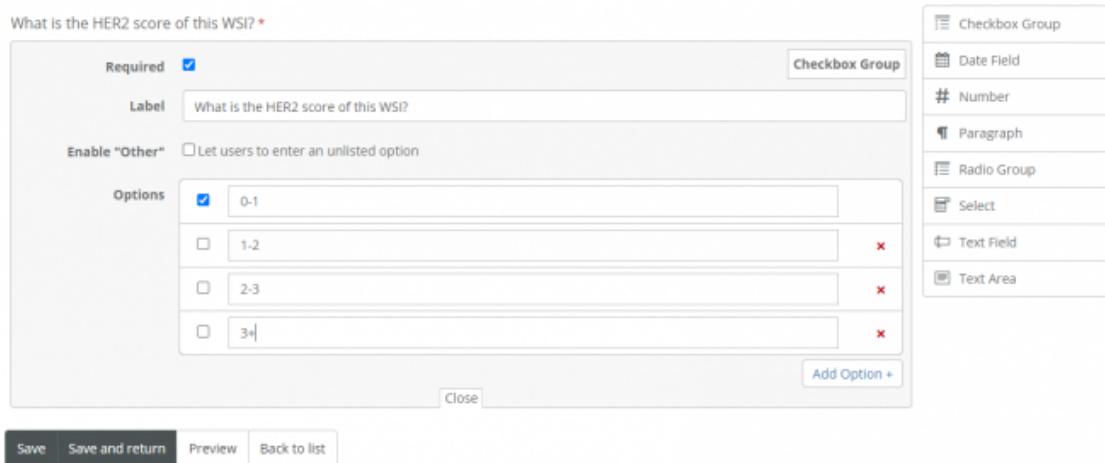 What is the HER2 score of this WSI? *
Required
Checkbox Group
Label
What is the HER2 score of this WSI?
Enable "Other"
Let users to enter an unlisted option
Options
0-1
1-2
2-3
3+
Add Option +
Close
Save
Save and return
Preview
Back to list
Checkbox Group
Date Field
Number
Paragraph
Radio Group
Select
Text Field
Text Area